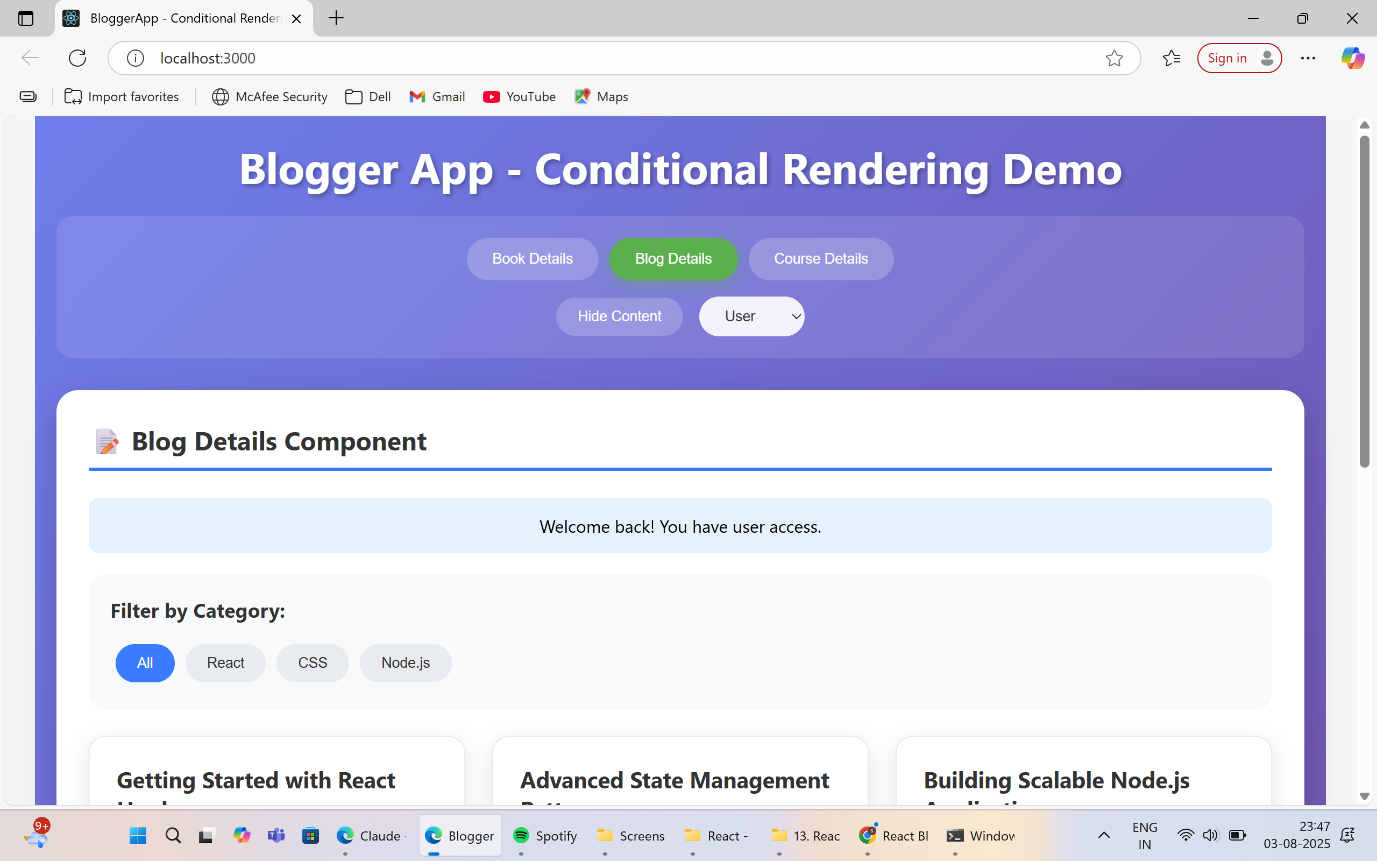 BloggerApp - Conditional Render
localhost:3000
Sign in
Import favorites
McAfee Security
Dell
Gmail
YouTube
Maps
Blogger App - Conditional Rendering Demo
Book Details
Blog Details
Course Details
Hide Content
User
Blog Details Component
Welcome back! You have user access.
Filter by Category:
All
React
CSS
Node.js
Getting Started with React
Advanced State Management
Building Scalable Node.js
9+
Claude
Blogger
Spotify
Screens
React -
13. Reac
React Bl
Window
ENG
IN
23:47
03-08-2025